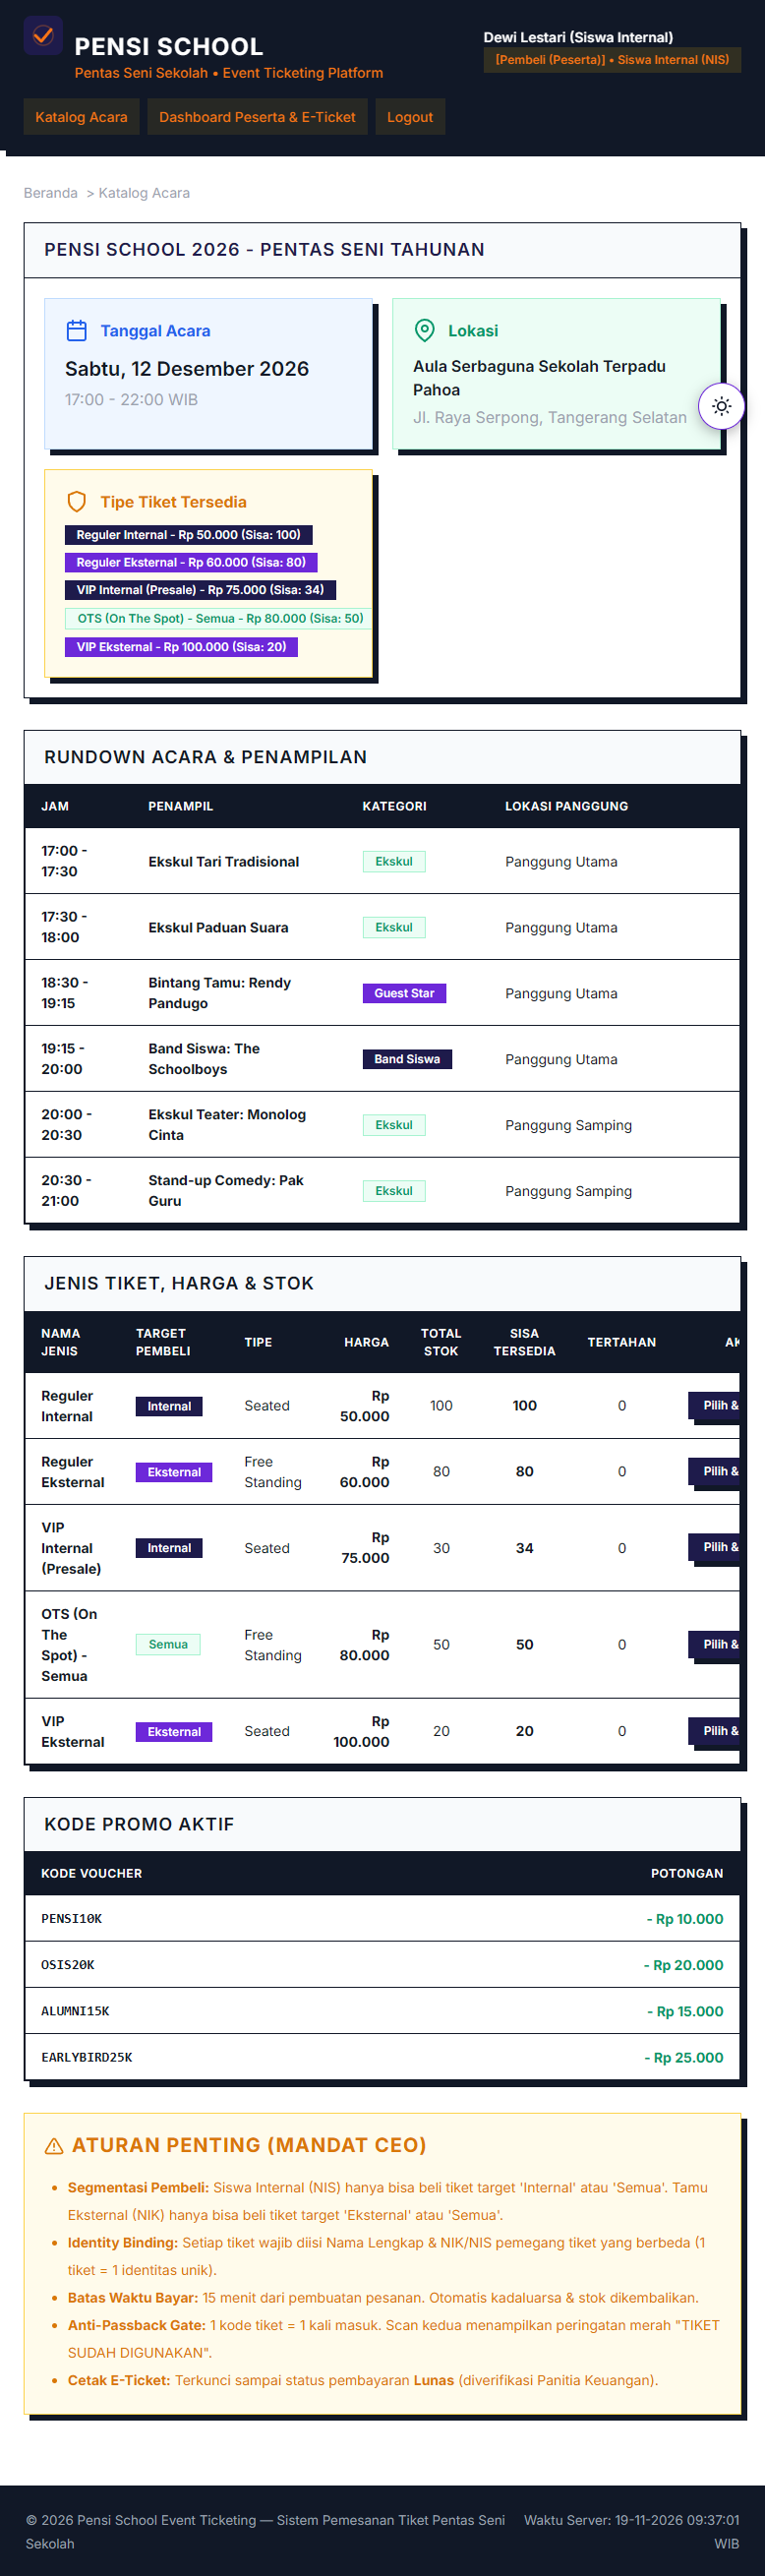 PENSI SCHOOL
Pentas Seni Sekolah • Event Ticketing Platform
Dewi Lestari (Siswa Internal)
[Pembeli (Peserta)] • Siswa Internal (NIS)
Katalog Acara
Dashboard Peserta & E-Ticket
Logout
Beranda > Katalog Acara
PENSI SCHOOL 2026 - PENTAS SENI TAHUNAN
Tanggal Acara
Sabtu, 12 Desember 2026
17:00 - 22:00 WIB
Lokasi
Aula Serbaguna Sekolah Terpadu
Pahoa
Jl. Raya Serpong, Tangerang Selatan
Tipe Tiket Tersedia
Reguler Internal - Rp 50.000 (Sisa: 100)
Reguler Eksternal - Rp 60.000 (Sisa: 80)
VIP Internal (Presale) - Rp 75.000 (Sisa: 34)
OTS (On The Spot) - Semua - Rp 80.000 (Sisa: 50)
VIP Eksternal - Rp 100.000 (Sisa: 20)
RUNDOWN ACARA & PENAMPILAN
JAM PENAMPIL KATEGORI LOKASI PANGGUNG
17:00 -
17:30
Ekskul Tari Tradisional
Ekskul
Panggung Utama
17:30 -
18:00
Ekskul Paduan Suara
Ekskul
Panggung Utama
18:30 -
19:15
Bintang Tamu: Rendy
Pandugo
Guest Star
Panggung Utama
19:15 -
20:00
Band Siswa: The
Schoolboys
Band Siswa
Panggung Utama
20:00 -
20:30
Ekskul Teater: Monolog
Cinta
Ekskul
Panggung Samping
20:30 -
21:00
Stand-up Comedy: Pak
Guru
Ekskul
Panggung Samping
JENIS TIKET, HARGA & STOK
NAMA
JENIS
TARGET
PEMBELI
TIPE
HARGA
TOTAL
STOK
SISA
TERSEDIA
TERTAHAN
AK
Reguler
Internal
Internal
Seated
Rp
50.000
100
100
0
Pilih &
Reguler
Eksternal
Eksternal
Free
Standing
Rp
60.000
80
80
0
Pilih &
VIP
Internal
(Presale)
Internal
Seated
Rp
75.000
30
34
0
Pilih &
OTS (On
The
Spot) -
Semua
Semua
Free
Standing
Rp
80.000
50
50
0
Pilih &
VIP
Eksternal
Eksternal
Seated
Rp
100.000
20
20
0
Pilih &
KODE PROMO AKTIF
KODE VOUCHER POTONGAN
PENSI10K - Rp 10.000
OSIS20K - Rp 20.000
ALUMNI15K - Rp 15.000
EARLYBIRD25K - Rp 25.000
ATURAN PENTING (MANDAT CEO)
• Segmentasi Pembeli: Siswa Internal (NIS) hanya bisa beli tiket target 'Internal' atau 'Semua'. Tamu
Eksternal (NIK) hanya bisa beli tiket target 'Eksternal' atau 'Semua'.
• Identity Binding: Setiap tiket wajib diisi Nama Lengkap & NIK/NIS pemegang tiket yang berbeda (1
tiket = 1 identitas unik).
• Batas Waktu Bayar: 15 menit dari pembuatan pesanan. Otomatis kadaluarsa & stok dikembalikan.
• Anti-Passback Gate: 1 kode tiket = 1 kali masuk. Scan kedua menampilkan peringatan merah "TIKET
SUDAH DIGUNAKAN".
• Cetak E-Ticket: Terkunci sampai status pembayaran Lunas (diverifikasi Panitia Keuangan).
© 2026 Pensi School Event Ticketing — Sistem Pemesanan Tiket Pentas Seni
Sekolah
Waktu Server: 19-11-2026 09:37:01
WIB